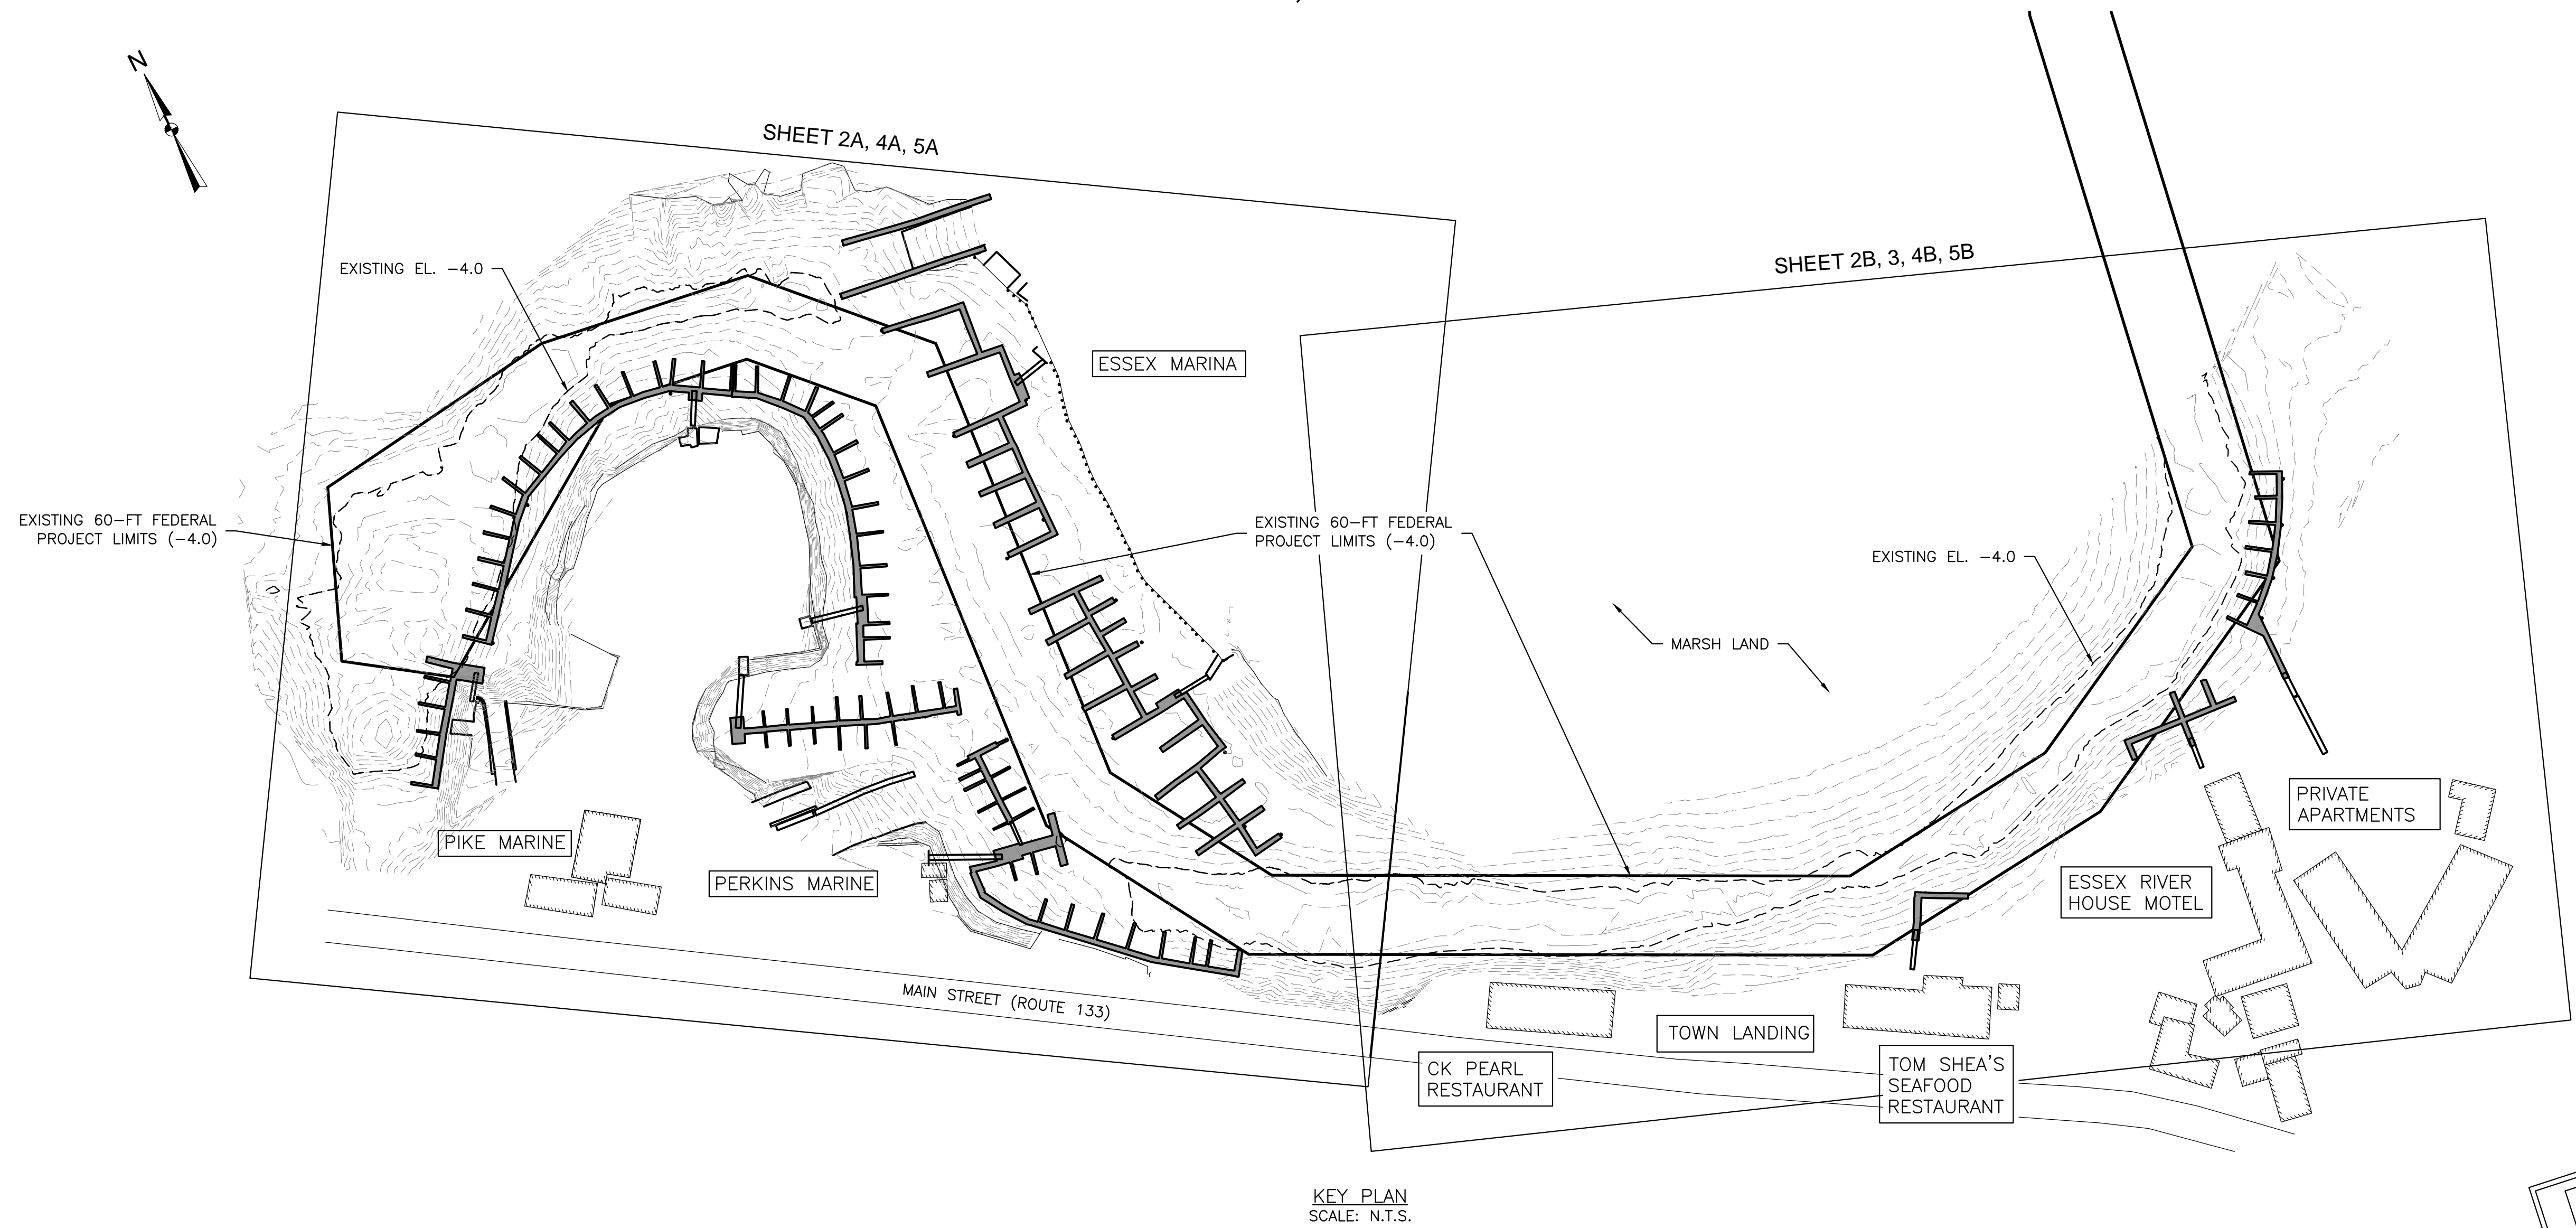 N
SHEET 2A, 4A, 5A
SHEET 2B, 3, 4B, 5B
EXISTING EL. -4.0
ESSEX MARINA
EXISTING 60-FT FEDERAL
PROJECT LIMITS (-4.0)
EXISTING 60-FT FEDERAL
PROJECT LIMITS (-4.0)
EXISTING EL. -4.0
MARSH LAND
PIKE MARINE
PERKINS MARINE
PRIVATE
APARTMENTS
ESSEX RIVER
HOUSE MOTEL
MAIN STREET (ROUTE 133)
TOWN LANDING
CK PEARL
RESTAURANT
TOM SHEA'S
SEAFOOD
RESTAURANT
KEY PLAN
SCALE: N.T.S.